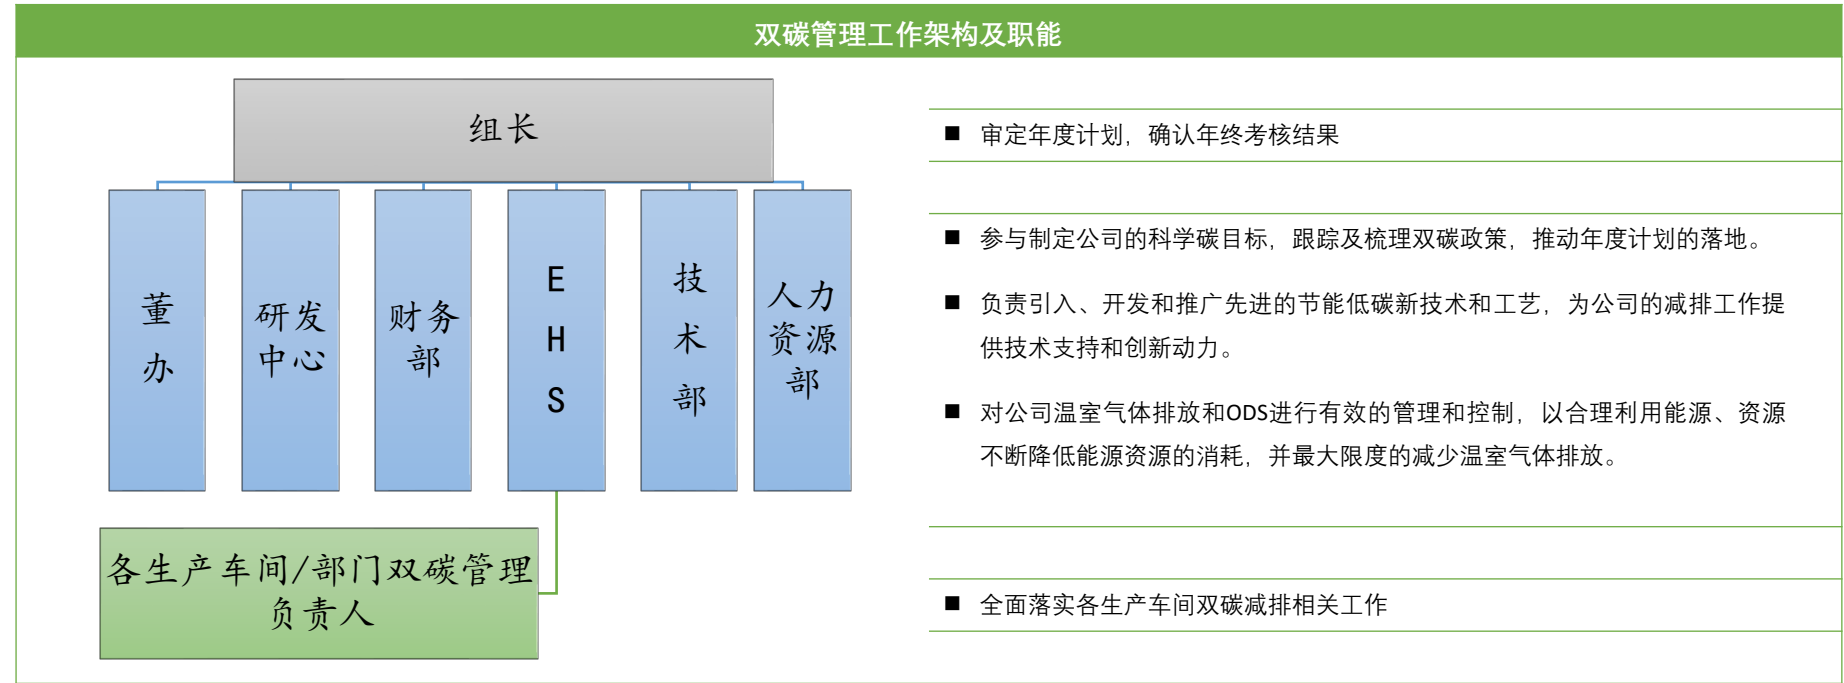 双碳管理工作架构及职能
组长
董
办
研发
中心
财务
部
E
H
S
技
术
部
人力
资源
部
各生产车间/部门双碳管理
负责人
■ 审定年度计划，确认年终考核结果
■ 参与制定公司的科学碳目标，跟踪及梳理双碳政策，推动年度计划的落地。
■ 负责引入、开发和推广先进的节能低碳新技术和工艺，为公司的减排工作提
供技术支持和创新动力。
■ 对公司温室气体排放和ODS进行有效的管理和控制，以合理利用能源、资源
不断降低能源资源的消耗，并最大限度的减少温室气体排放。
■ 全面落实各生产车间双碳减排相关工作